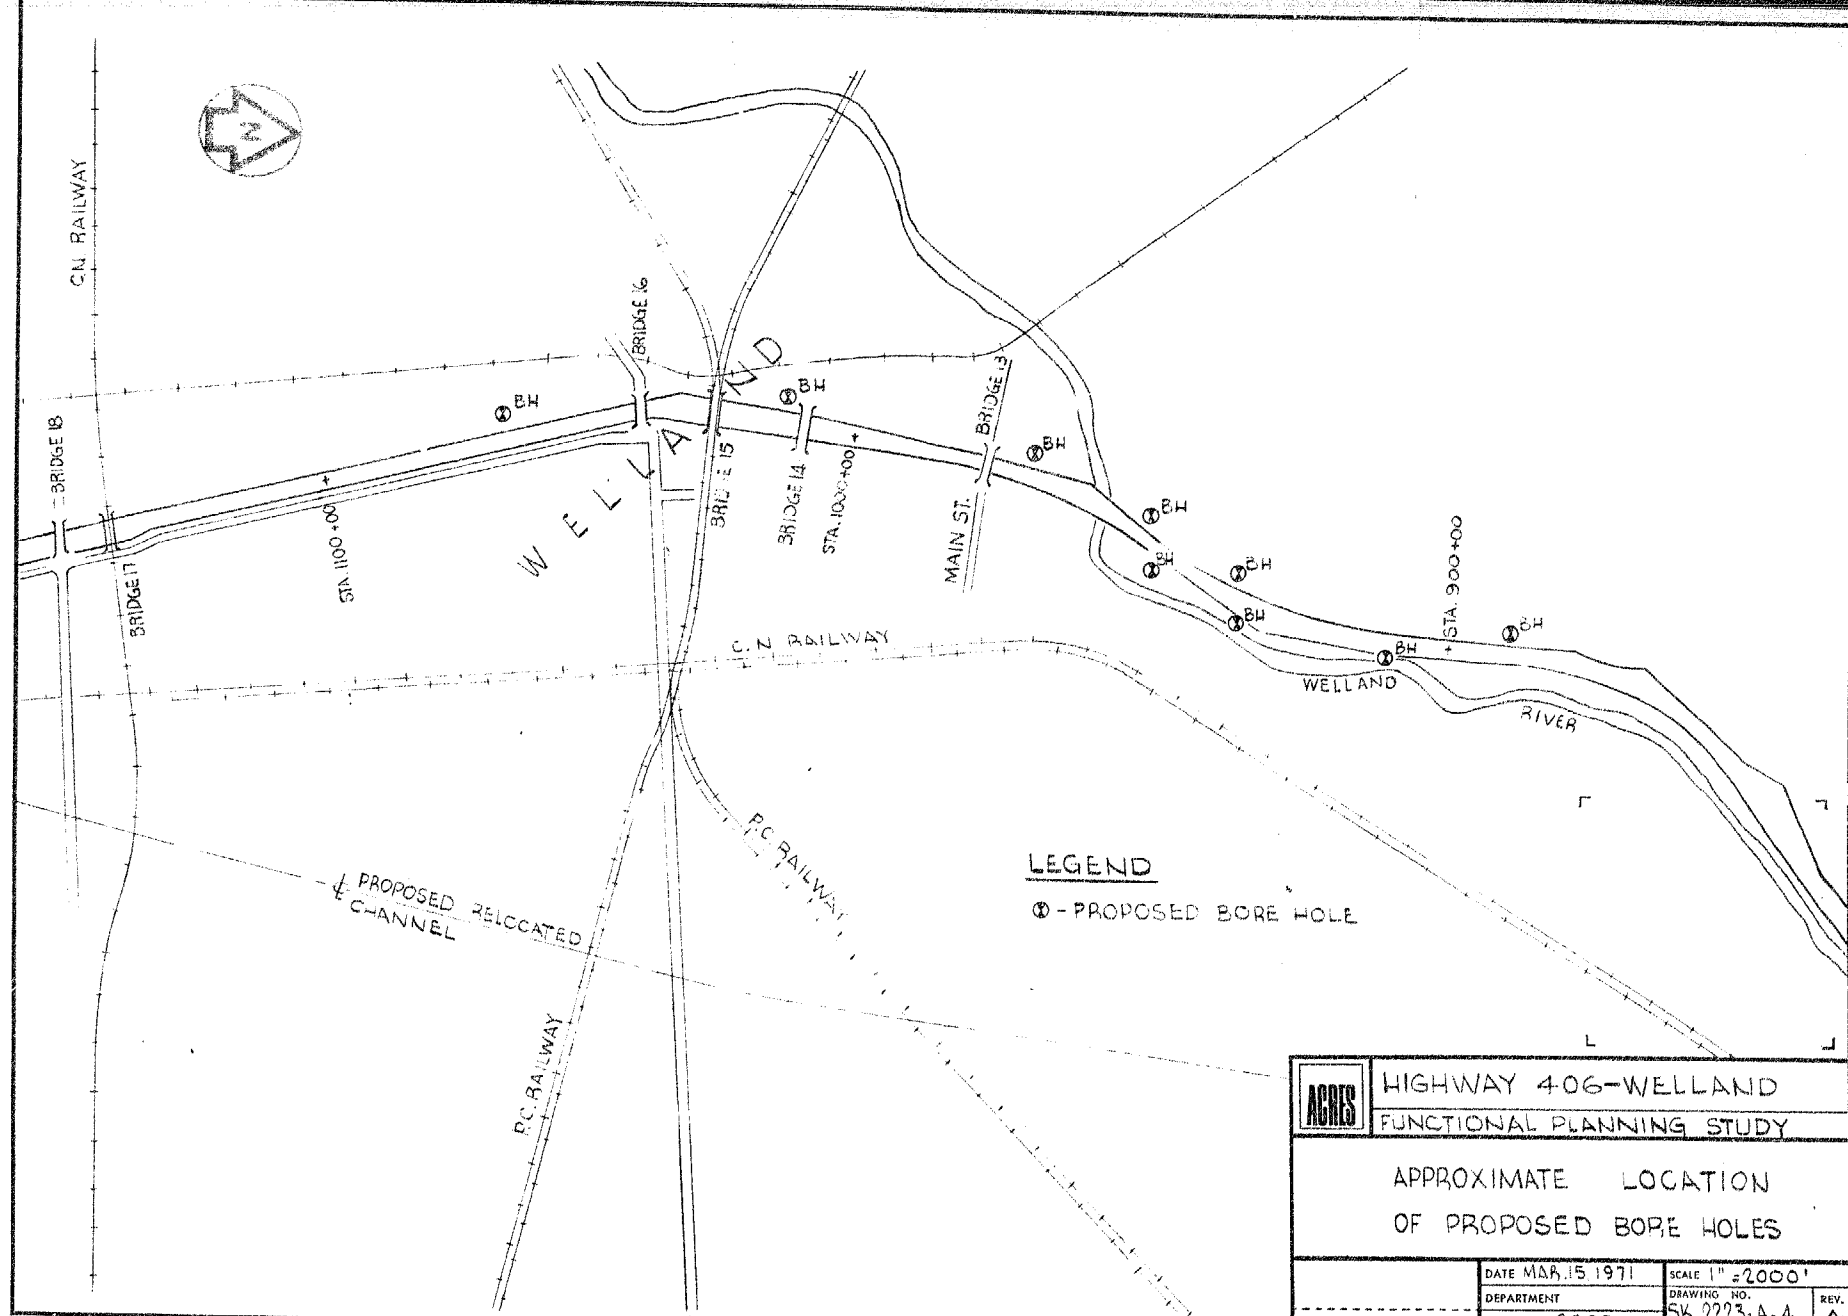 N
CN RAILWAY
BRIDGE 18
BRIDGE 17
STA. 1100+00
BH
BRIDGE 16
WELLAND
BRIDGE 15
BH
BRIDGE 14
STA. 1000+00
BRIDGE 13
MAIN ST.
BH
BH
BH
BH
BH
BH
STA. 900+00
BH
WELLAND
RIVER
C. N RAILWAY
P.C. RAILWAY
P.C. RAILWAY
℄ PROPOSED RELOCATED
CHANNEL
LEGEND
- PROPOSED BORE HOLE
ACRES
HIGHWAY 406-WELLAND
FUNCTIONAL PLANNING STUDY
APPROXIMATE LOCATION
OF PROPOSED BORE HOLES
DATE MAR. 15, 1971
SCALE 1" = 2000'
DEPARTMENT
DRAWING NO.
SK 2223-A-4
REV.